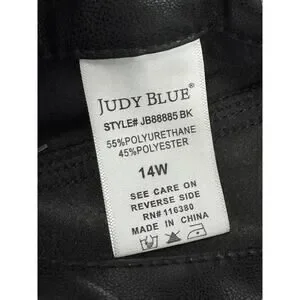 JUDY BLUE®
STYLE# JB88885 BK
55%POLYURETHANE
45%POLYESTER
14W
SEE CARE ON
REVERSE SIDE
RN# 116380
MADE IN CHINA